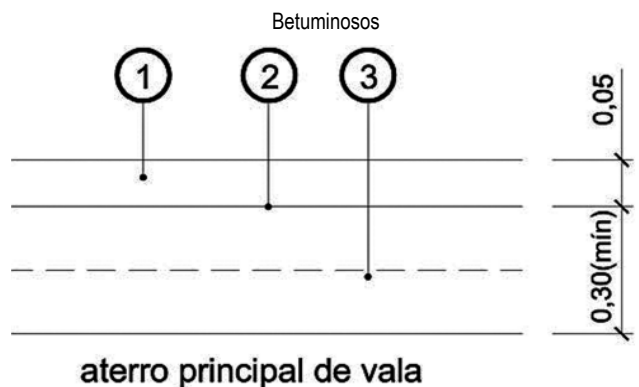 Betuminosos
1 2 3
0,05
0,30(mín)
aterro principal de vala